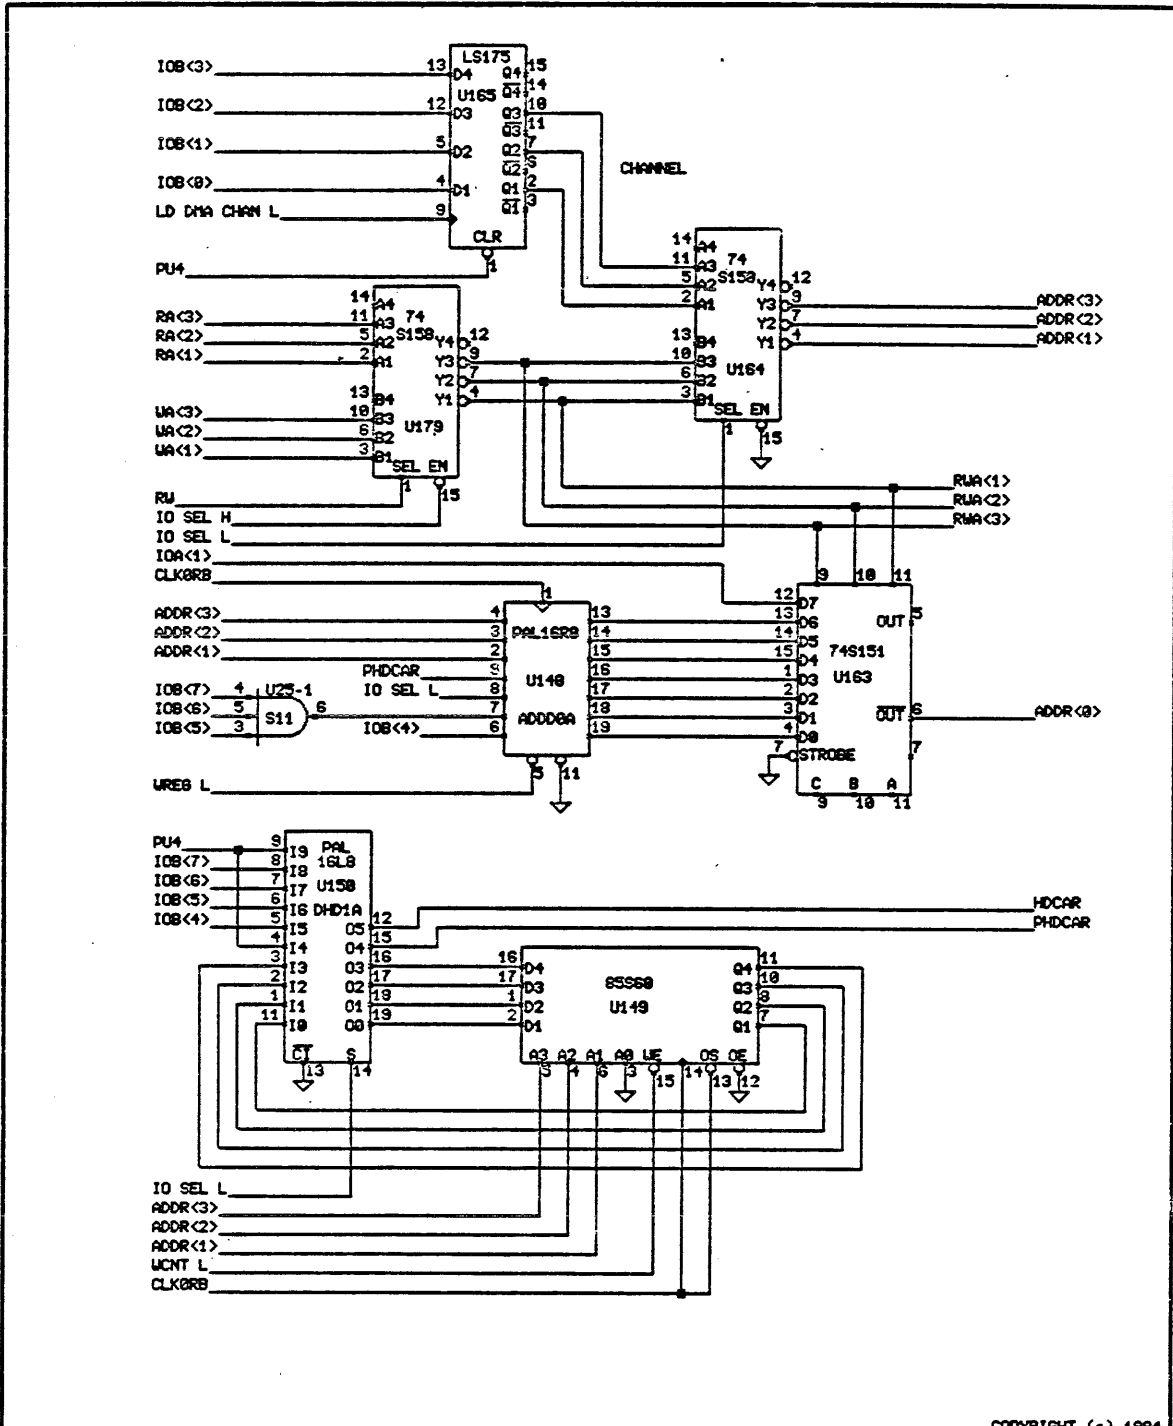 LS175
U165
IOB<3> 13 D4 Q4 15
Q4 14
IOB<2> 12 D3 Q3 10
Q3 11
IOB<1> 5 D2 Q2 7
Q2
IOB<0> 4 D1 Q1 2
Q1 3
LD DMA CHAN L 9
CLR
PU4 1
CHANNEL
14 A4 74
11 A3 S158
5 A2 Y4 12
2 A1 Y3 9
Y2 7
Y1 4
13 B4
10 B3 U164
6 B2
3 B1
SEL EN
1 15
ADDR<3>
ADDR<2>
ADDR<1>
14 A4 74
RA<3> 11 A3 S158
RA<2> 5 A2 Y4 12
RA<1> 2 A1 Y3 9
Y2 7
Y1 4
13 B4
WA<3> 10 B3 U179
WA<2> 6 B2
WA<1> 3 B1
SEL EN
RW 1 15
IO SEL H
IO SEL L
IOA<1>
CLK0RB
RWA<1>
RWA<2>
RWA<3>
1
ADDR<3> 4 13
ADDR<2> 3 PAL16R8 14
ADDR<1> 2 15
PHDCAR 9 U148 16
IO SEL L 8 17
IOB<7> 4 U25-1
IOB<6> 5 S11 6 7 ADDD0A 18
IOB<5> 3 IOB<4> 6 19
WREG L 5 11
9 10 11
12 D7
13 D6 OUT 5
14 D5
15 D4 74S151
1 D3 U163
2 D2
3 D1 OUT 6
4 D0
7 STROBE 7
C B A
9 10 11
ADDR<0>
PU4 9 I9 PAL
IOB<7> 8 I8 16L8
IOB<6> 7 I7 U150
IOB<5> 6 I6 DHD1A
IOB<4> 5 I5 O5 12
4 I4 O4 15
3 I3 O3 16
2 I2 O2 17
1 I1 O1 18
11 I0 O0 19
CT S
13 14
HDCAR
PHDCAR
16 D4 Q4 11
17 D3 85S68 Q3 10
1 D2 U149 Q2 8
2 D1 Q1 7
A3 A2 A1 A0 WE OS OE
5 4 6 3 15 14 13 12
IO SEL L
ADDR<3>
ADDR<2>
ADDR<1>
WCNT L
CLK0RB
COPYRIGHT (c) 1984